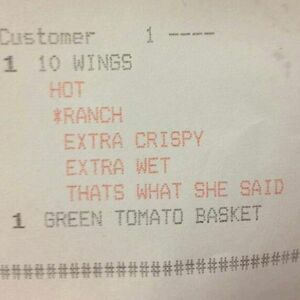 Customer 1 ----
1 10 WINGS
HOT
*RANCH
EXTRA CRISPY
EXTRA WET
THATS WHAT SHE SAID
1 GREEN TOMATO BASKET
################################